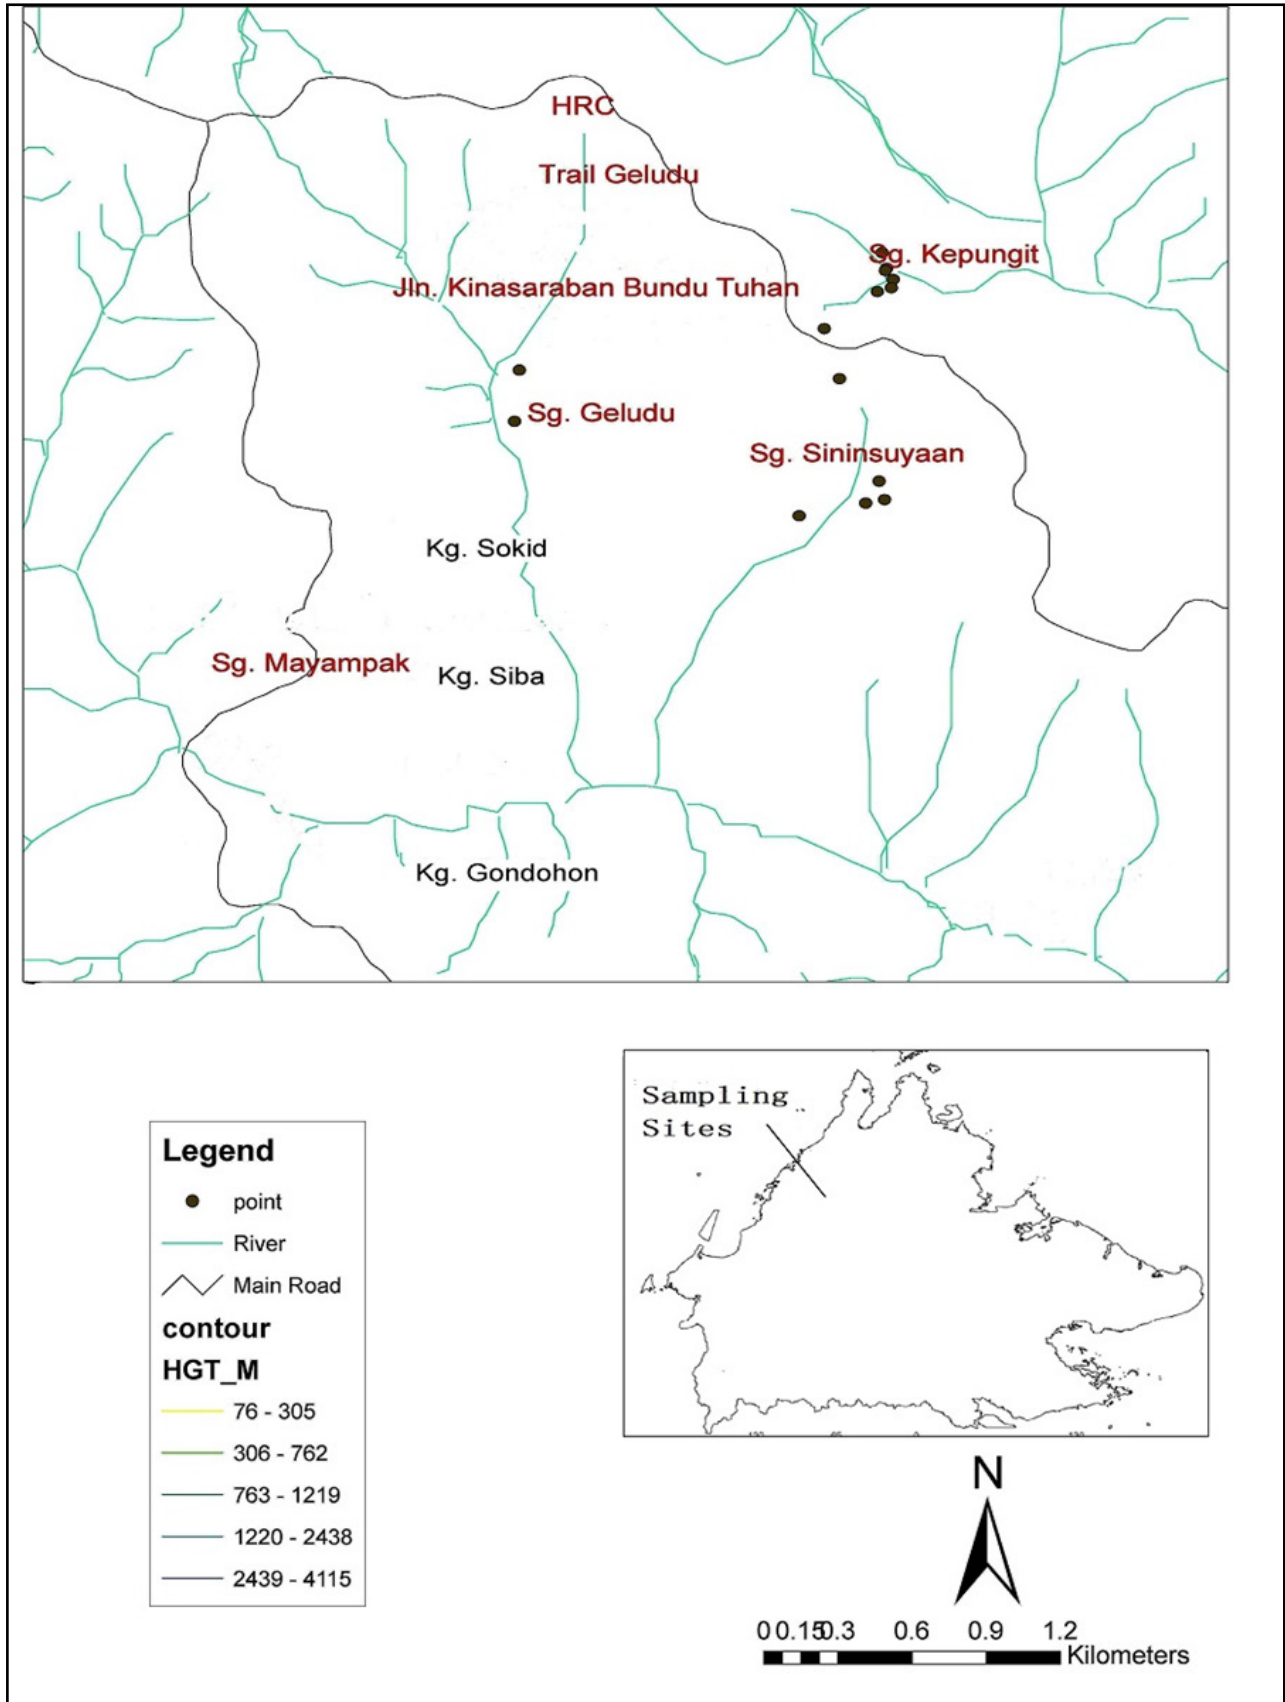 HRC
Trail Geludu
Sg. Kepungit
Jln. Kinasaraban Bundu Tuhan
Sg. Geludu
Sg. Sininsuyaan
Kg. Sokid
Sg. Mayampak
Kg. Siba
Kg. Gondohon
Sampling
Sites
Legend
point
River
Main Road
contour
HGT_M
76 - 305
306 - 762
763 - 1219
1220 - 2438
2439 - 4115
N
0 0.15 0.3 0.6 0.9 1.2
Kilometers